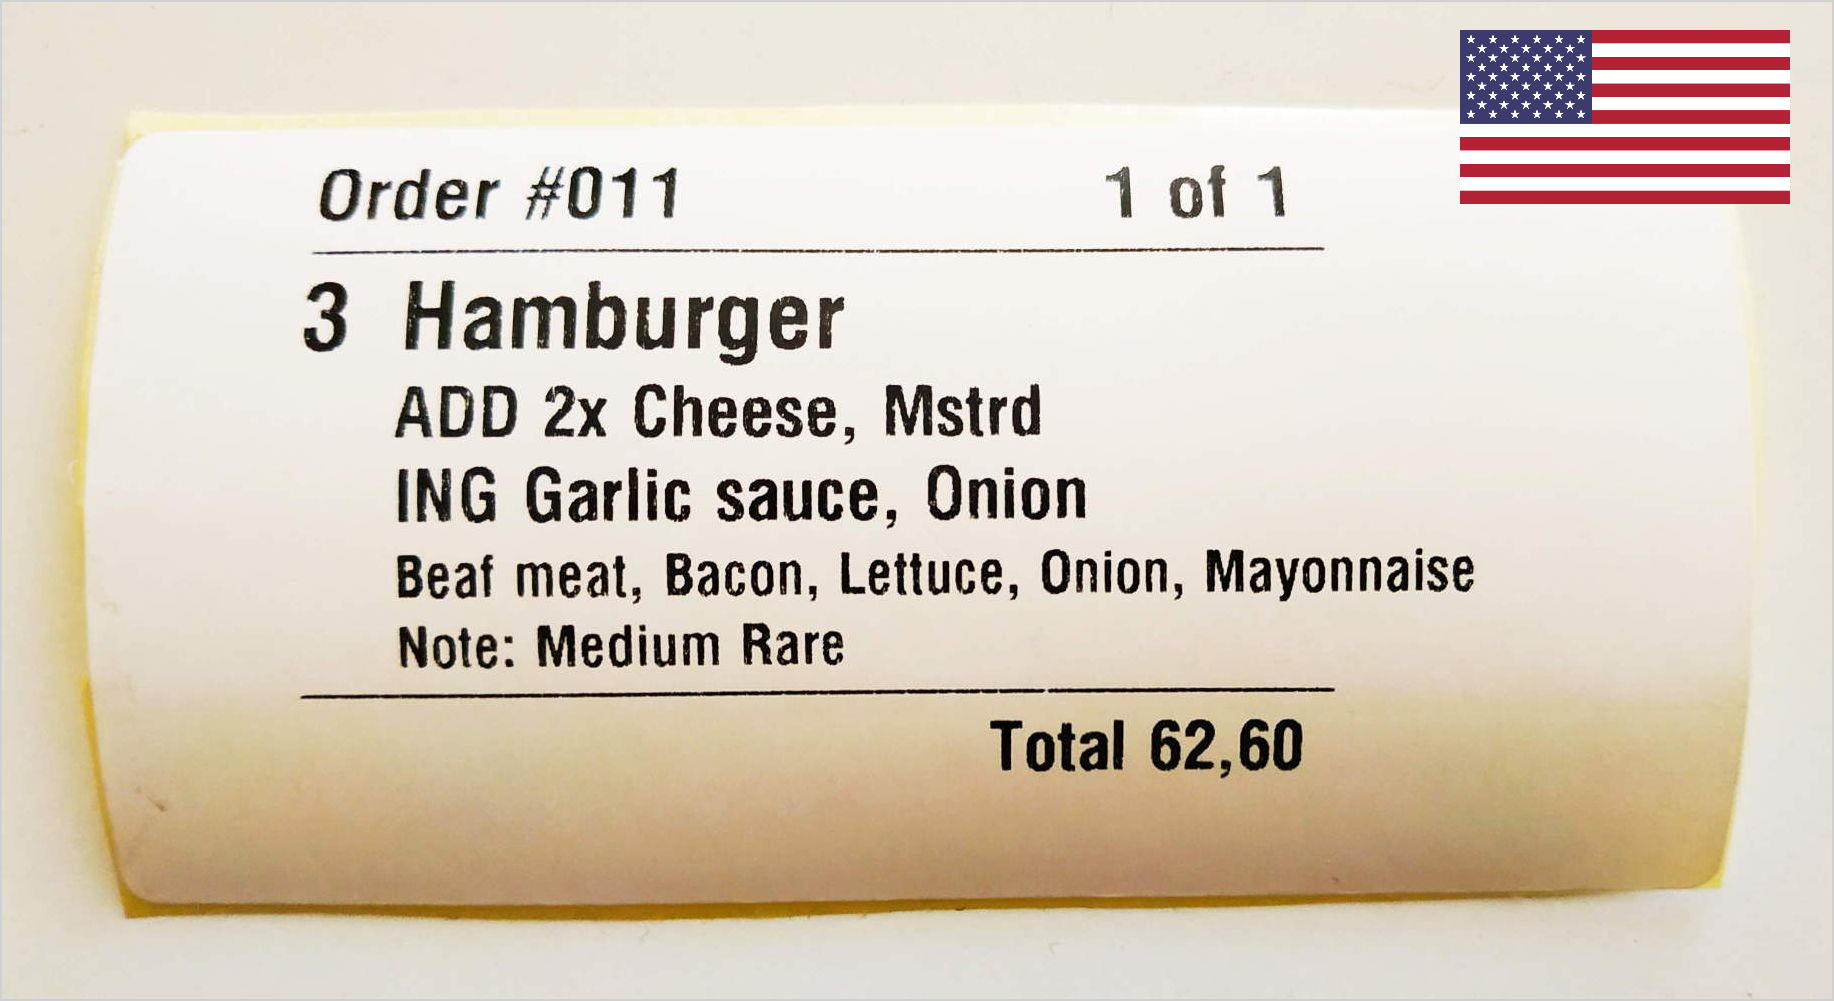 Order #011 1 of 1
3 Hamburger
ADD 2x Cheese, Mstrd
ING Garlic sauce, Onion
Beaf meat, Bacon, Lettuce, Onion, Mayonnaise
Note: Medium Rare
Total 62,60